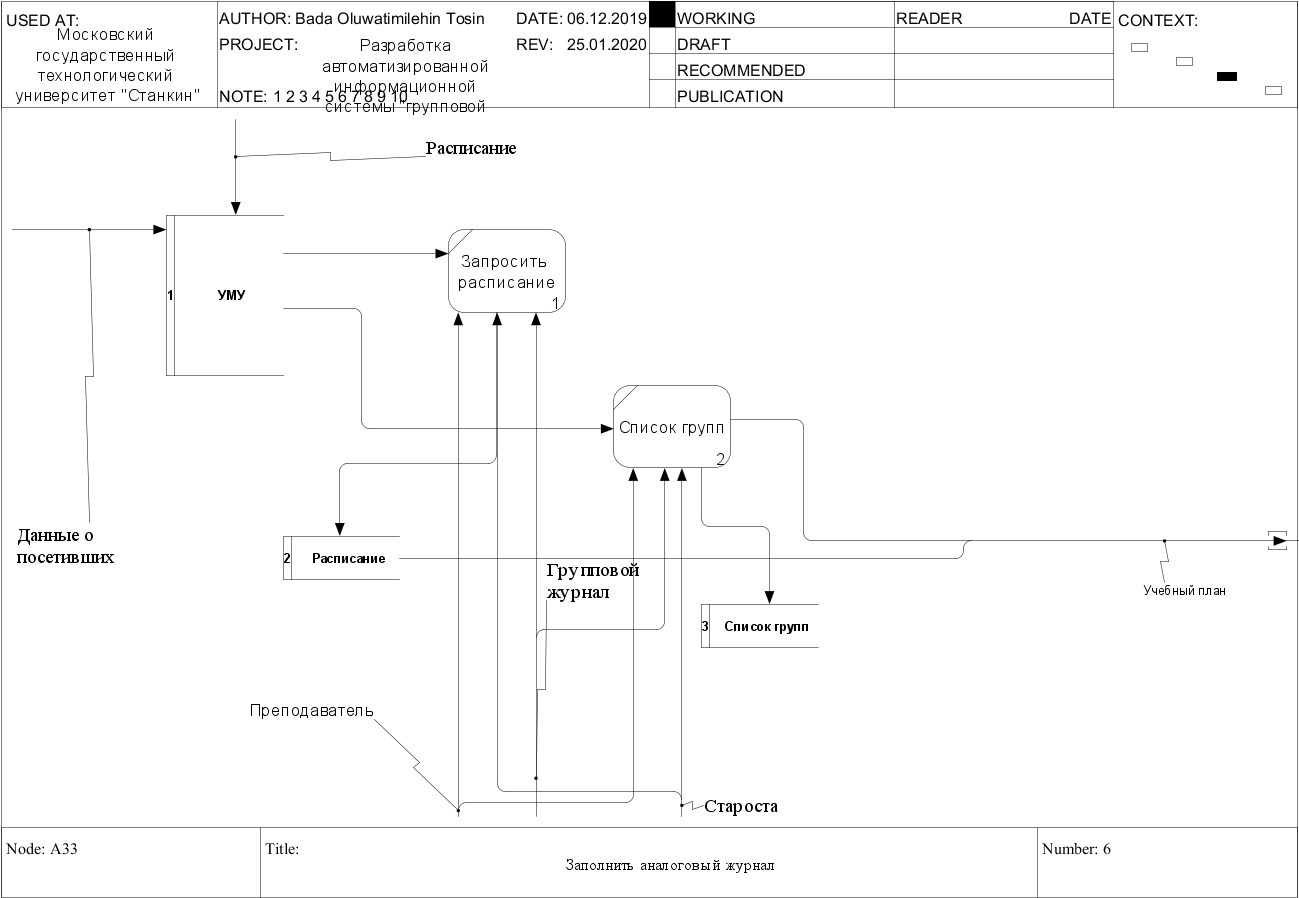 USED AT:
Московский
государственный
технологический
университет "Станкин"
AUTHOR: Bada Oluwatimilehin Tosin
DATE: 06.12.2019
PROJECT:
Разработка
автоматизированной
информационной
системы "групповой
REV: 25.01.2020
NOTE: 1 2 3 4 5 6 7 8 9 10
WORKING
DRAFT
RECOMMENDED
PUBLICATION
READER
DATE
CONTEXT:
Расписание
1
УМУ
Запросить
расписание
1
Список групп
2
Данные о
посетивших
2
Расписание
Групповой
журнал
Учебный план
3
Список групп
Преподаватель
Староста
Node: A33
Title:
Заполнить аналоговый журнал
Number: 6